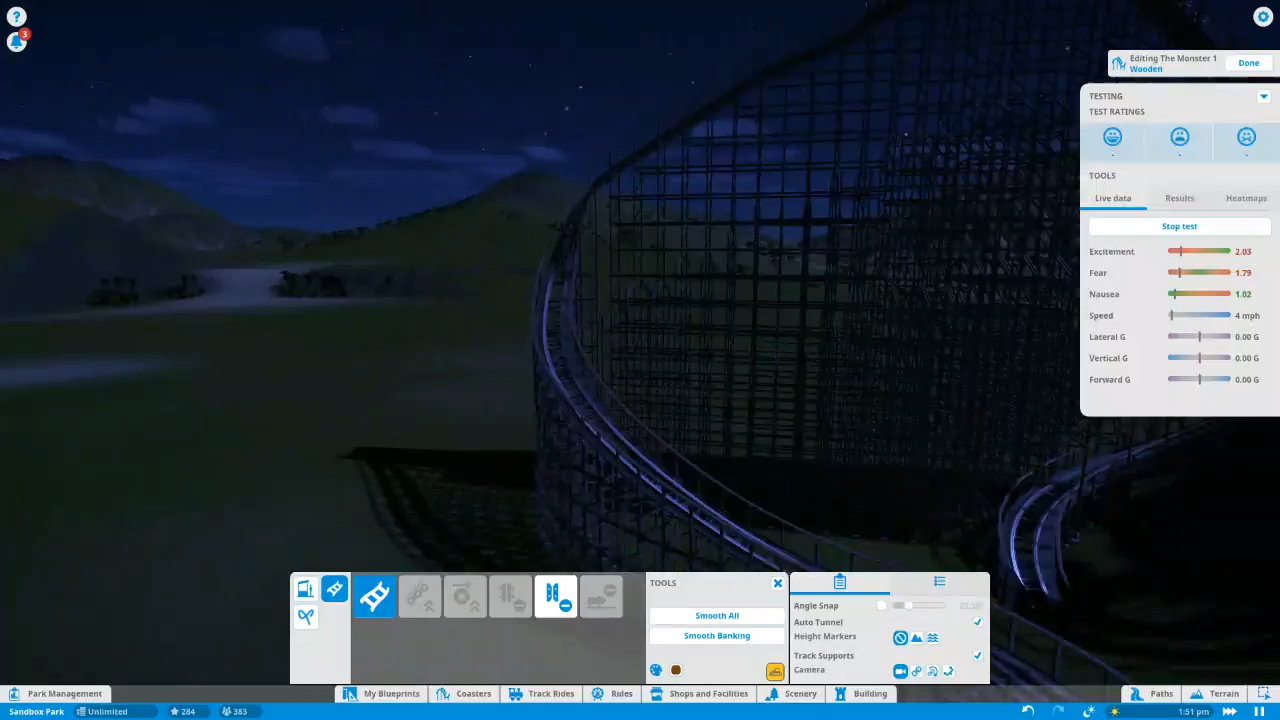 ?
3
Editing The Monster 1
Wooden
Done
TESTING
TEST RATINGS
-
-
-
TOOLS
Live data
Results
Heatmaps
Stop test
Excitement 2.03
Fear 1.79
Nausea 1.02
Speed 4 mph
Lateral G 0.00 G
Vertical G 0.00 G
Forward G 0.00 G
TOOLS
Smooth All
Smooth Banking
Angle Snap 22.50°
Auto Tunnel
Height Markers
Track Supports
Camera
Park Management
My Blueprints
Coasters
Track Rides
Rides
Shops and Facilities
Scenery
Building
Paths
Terrain
Sandbox Park
Unlimited
284
383
1:51 pm